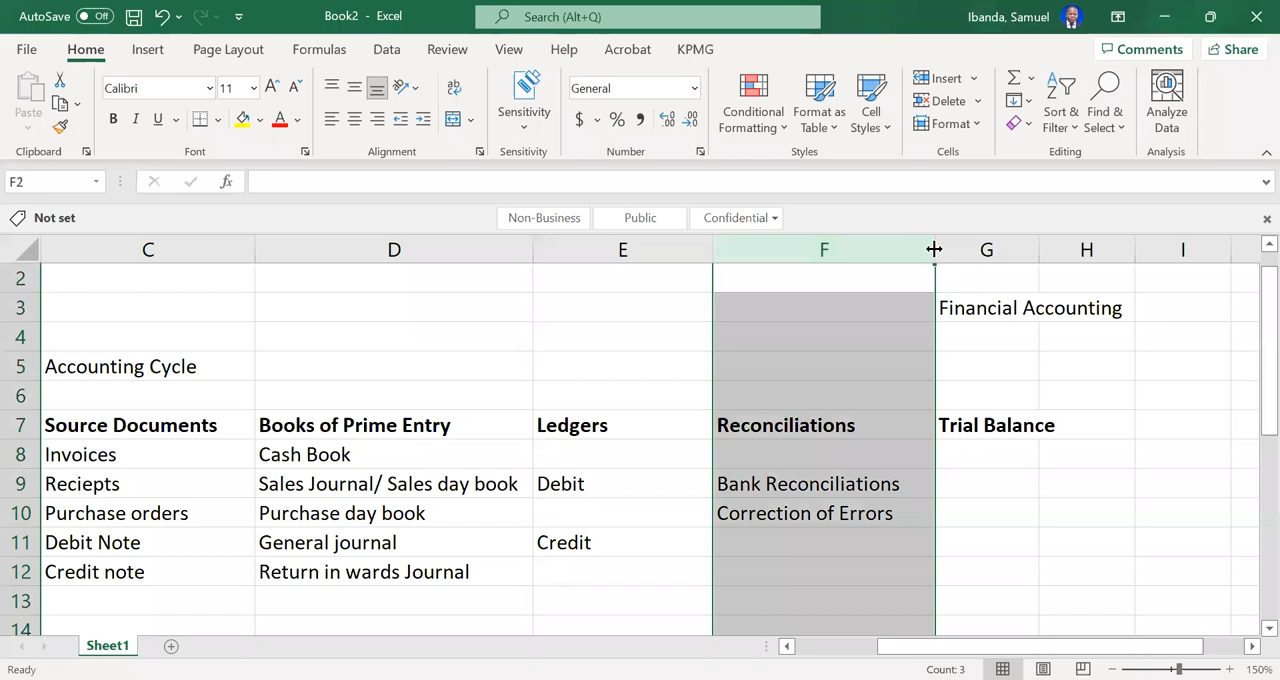 AutoSave Off Book2 - Excel Search (Alt+Q) Ibanda, Samuel
File Home Insert Page Layout Formulas Data Review View Help Acrobat KPMG Comments Share
Paste Calibri 11 A A ab General Sensitivity Conditional Formatting Format as Table Cell Styles Insert Delete Format Sort & Filter Find & Select Analyze Data
B I U A $ % 9 .00 .00
Clipboard Font Alignment Sensitivity Number Styles Cells Editing Analysis
F2 fx
Not set Non-Business Public Confidential
C D E F G H I
2
3 Financial Accounting
4
5 Accounting Cycle
6
7 Source Documents Books of Prime Entry Ledgers Reconciliations Trial Balance
8 Invoices Cash Book
9 Reciepts Sales Journal/ Sales day book Debit Bank Reconciliations
10 Purchase orders Purchase day book Correction of Errors
11 Debit Note General journal Credit
12 Credit note Return in wards Journal
13
14
Sheet1
Ready Count: 3 150%